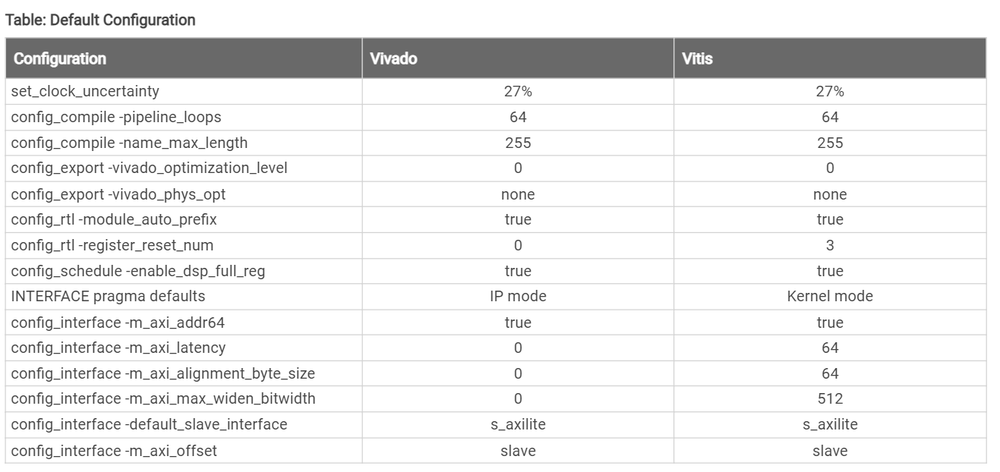 Table: Default Configuration
Configuration Vivado Vitis
set_clock_uncertainty 27% 27%
config_compile -pipeline_loops 64 64
config_compile -name_max_length 255 255
config_export -vivado_optimization_level 0 0
config_export -vivado_phys_opt none none
config_rtl -module_auto_prefix true true
config_rtl -register_reset_num 0 3
config_schedule -enable_dsp_full_reg true true
INTERFACE pragma defaults IP mode Kernel mode
config_interface -m_axi_addr64 true true
config_interface -m_axi_latency 0 64
config_interface -m_axi_alignment_byte_size 0 64
config_interface -m_axi_max_widen_bitwidth 0 512
config_interface -default_slave_interface s_axilite s_axilite
config_interface -m_axi_offset slave slave